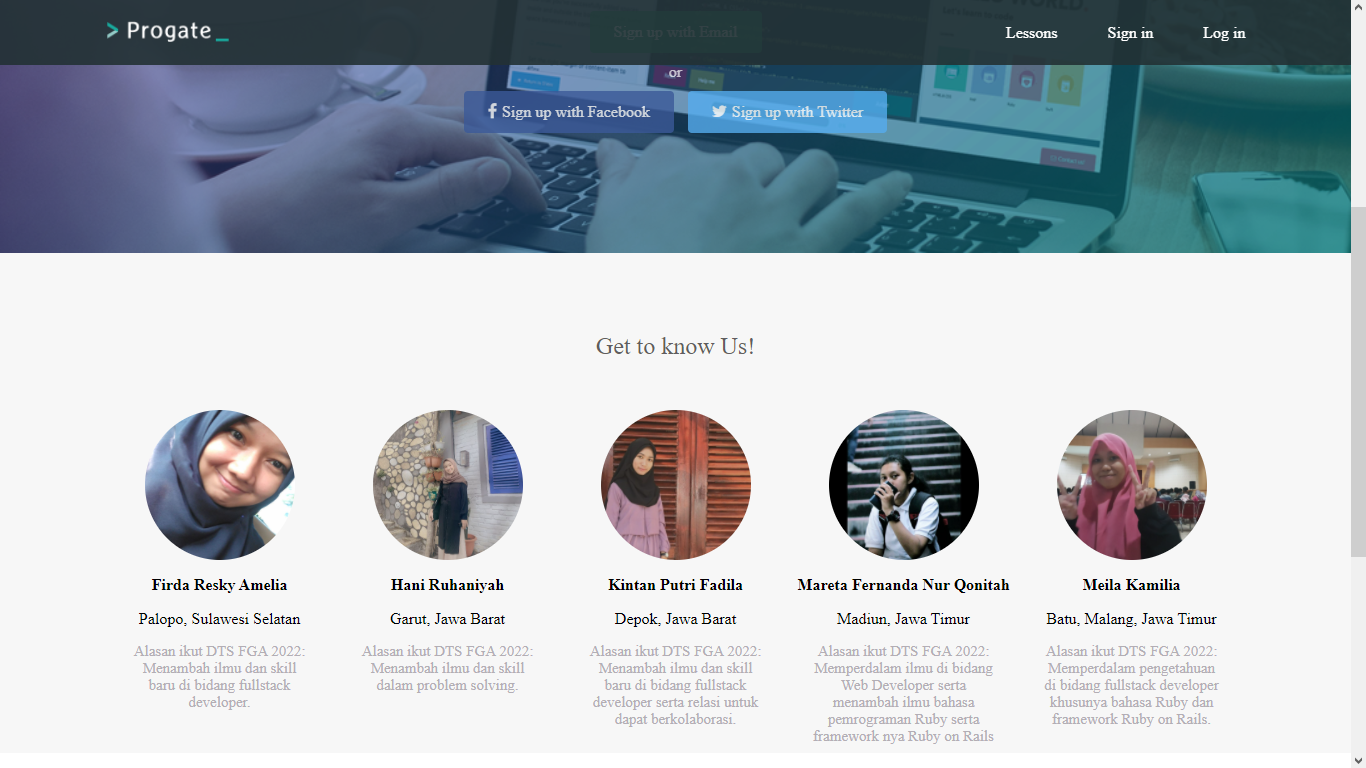 > Progate _
Lessons
Sign in
Log in
Sign up with Email
or
Sign up with Facebook
Sign up with Twitter
Get to know Us!
Firda Resky Amelia
Palopo, Sulawesi Selatan
Alasan ikut DTS FGA 2022:
Menambah ilmu dan skill
baru di bidang fullstack
developer.
Hani Ruhaniyah
Garut, Jawa Barat
Alasan ikut DTS FGA 2022:
Menambah ilmu dan skill
dalam problem solving.
Kintan Putri Fadila
Depok, Jawa Barat
Alasan ikut DTS FGA 2022:
Menambah ilmu dan skill
baru di bidang fullstack
developer serta relasi untuk
dapat berkolaborasi.
Mareta Fernanda Nur Qonitah
Madiun, Jawa Timur
Alasan ikut DTS FGA 2022:
Memperdalam ilmu di bidang
Web Developer serta
menambah ilmu bahasa
pemrograman Ruby serta
framework nya Ruby on Rails
Meila Kamilia
Batu, Malang, Jawa Timur
Alasan ikut DTS FGA 2022:
Memperdalam pengetahuan
di bidang fullstack developer
khusunya bahasa Ruby dan
framework Ruby on Rails.